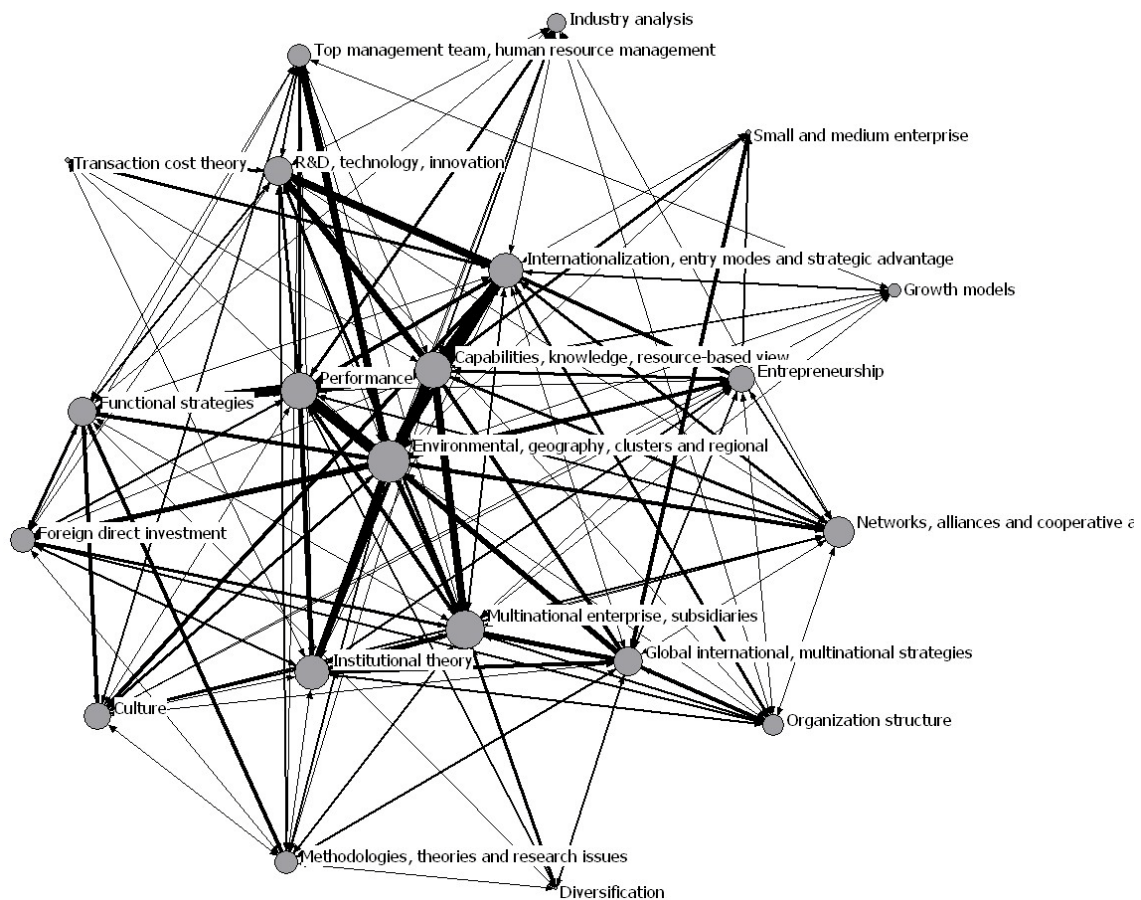 Industry analysis
Top management team, human resource management
Small and medium enterprise
Transaction cost theory
R&D, technology, innovation
Internationalization, entry modes and strategic advantage
Growth models
Capabilities, knowledge, resource-based view
Entrepreneurship
Performance
Functional strategies
Environmental, geography, clusters and regional
Networks, alliances and cooperative a
Foreign direct investment
Multinational enterprise, subsidiaries
Global international, multinational strategies
Institutional theory
Culture
Organization structure
Methodologies, theories and research issues
Diversification